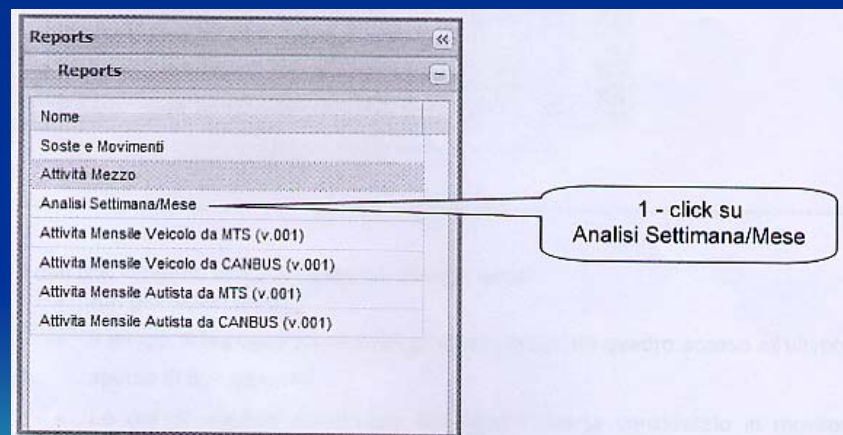 Reports
Reports
Nome
Soste e Movimenti
Attività Mezzo
Analisi Settimana/Mese
Attivita Mensile Veicolo da MTS (v.001)
Attivita Mensile Veicolo da CANBUS (v.001)
Attivita Mensile Autista da MTS (v.001)
Attivita Mensile Autista da CANBUS (v.001)
1 - click su
Analisi Settimana/Mese